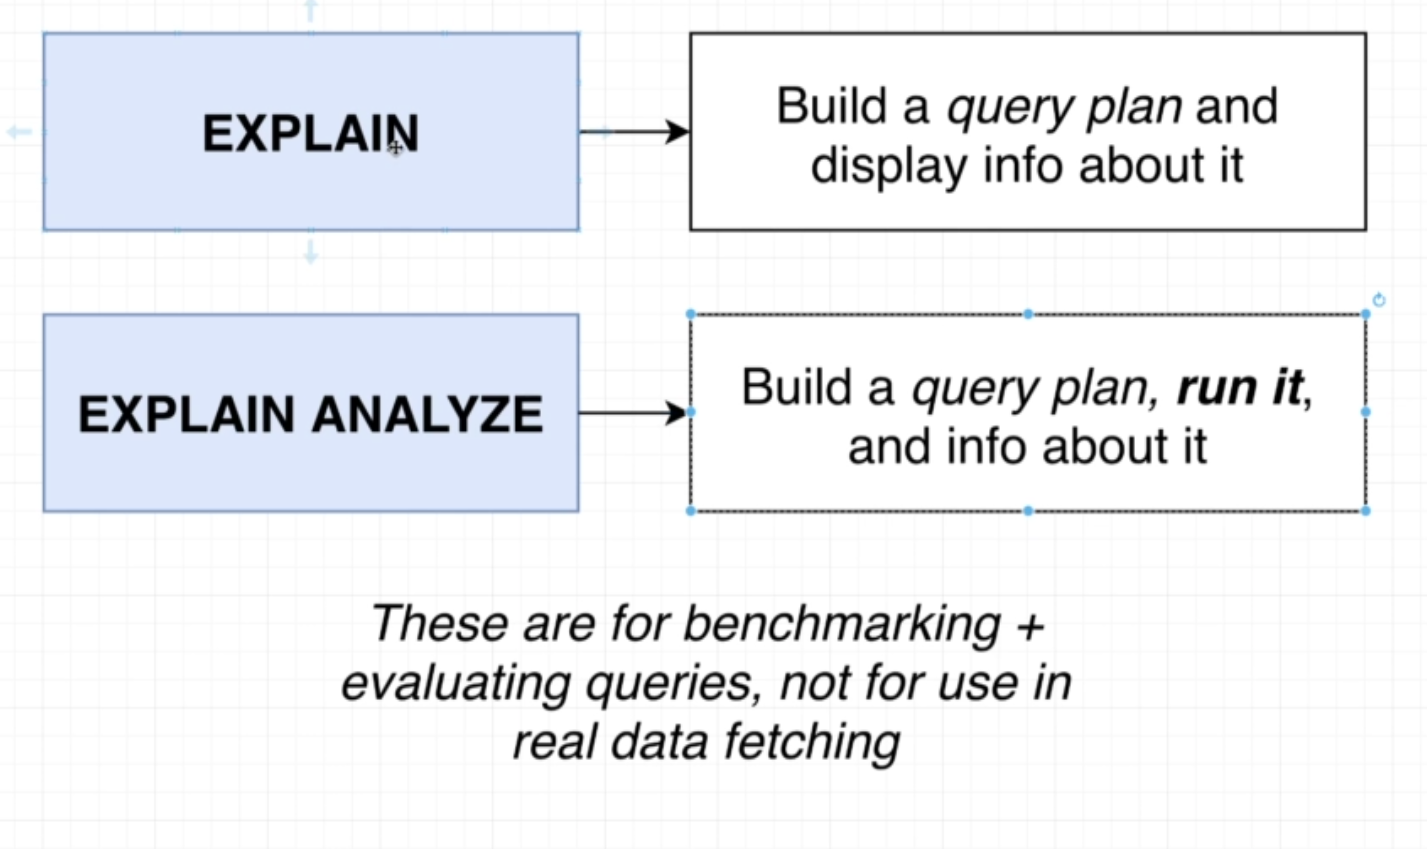 EXPLAIN
Build a query plan and
display info about it
EXPLAIN ANALYZE
Build a query plan, run it,
and info about it
These are for benchmarking +
evaluating queries, not for use in
real data fetching